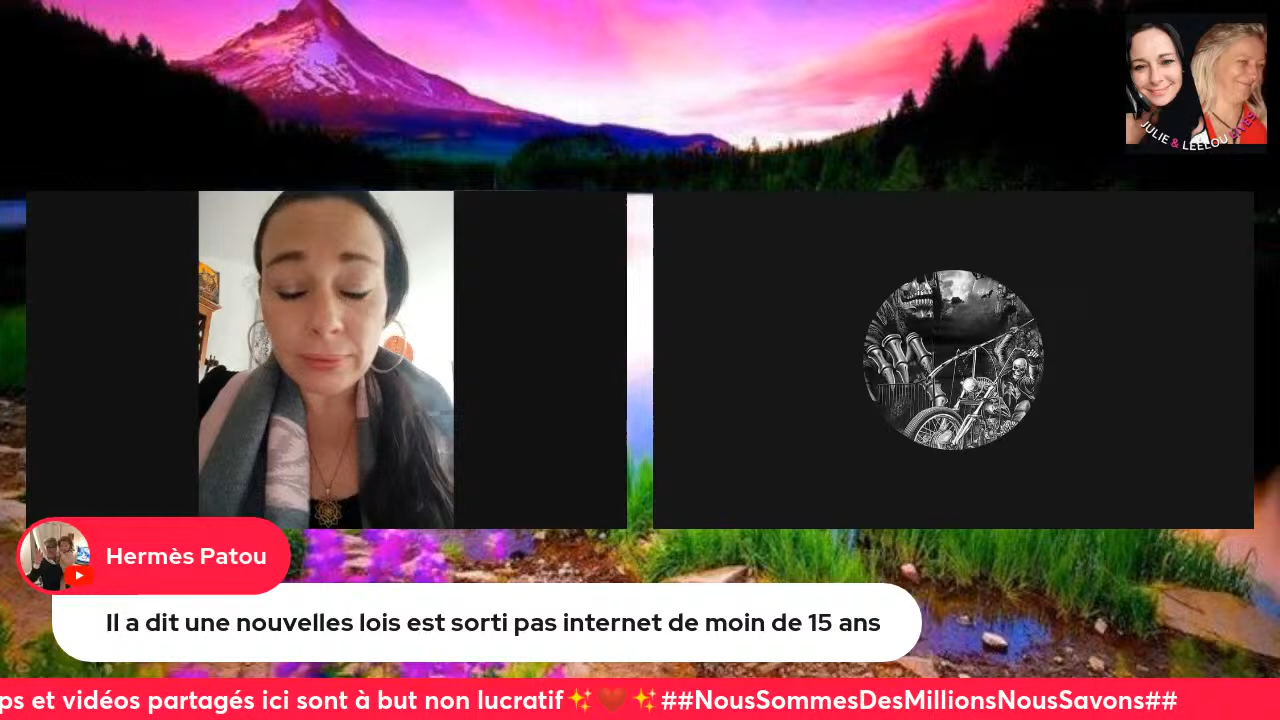 JULIE & LEELOU LIVES
Hermès Patou
Il a dit une nouvelles lois est sorti pas internet de moin de 15 ans
ps et vidéos partagés ici sont à but non lucratif✨❤️✨##NousSommesDesMillionsNousSavons##